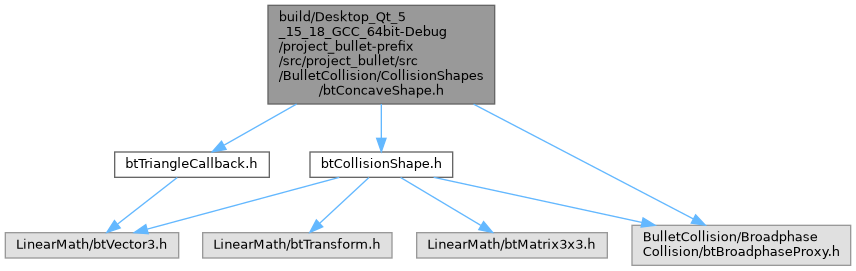 build/Desktop_Qt_5
_15_18_GCC_64bit-Debug
/project_bullet-prefix
/src/project_bullet/src
/BulletCollision/CollisionShapes
/btConcaveShape.h
btTriangleCallback.h
btCollisionShape.h
LinearMath/btVector3.h
LinearMath/btTransform.h
LinearMath/btMatrix3x3.h
BulletCollision/Broadphase
Collision/btBroadphaseProxy.h